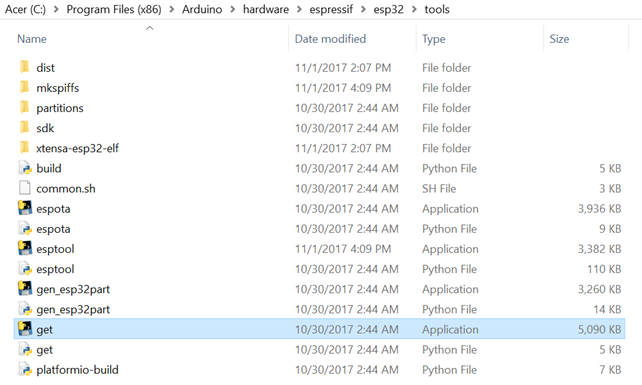 Acer (C:) > Program Files (x86) > Arduino > hardware > espressif > esp32 > tools
Name Date modified Type Size
dist 11/1/2017 2:07 PM File folder
mkspiffs 11/1/2017 4:09 PM File folder
partitions 10/30/2017 2:44 AM File folder
sdk 10/30/2017 2:44 AM File folder
xtensa-esp32-elf 11/1/2017 2:07 PM File folder
build 10/30/2017 2:44 AM Python File 5 KB
common.sh 10/30/2017 2:44 AM SH File 3 KB
espota 10/30/2017 2:44 AM Application 3,936 KB
espota 10/30/2017 2:44 AM Python File 9 KB
esptool 11/1/2017 4:09 PM Application 3,382 KB
esptool 10/30/2017 2:44 AM Python File 110 KB
gen_esp32part 10/30/2017 2:44 AM Application 3,260 KB
gen_esp32part 10/30/2017 2:44 AM Python File 14 KB
get 10/30/2017 2:44 AM Application 5,090 KB
get 10/30/2017 2:44 AM Python File 5 KB
platformio-build 10/30/2017 2:44 AM Python File 7 KB